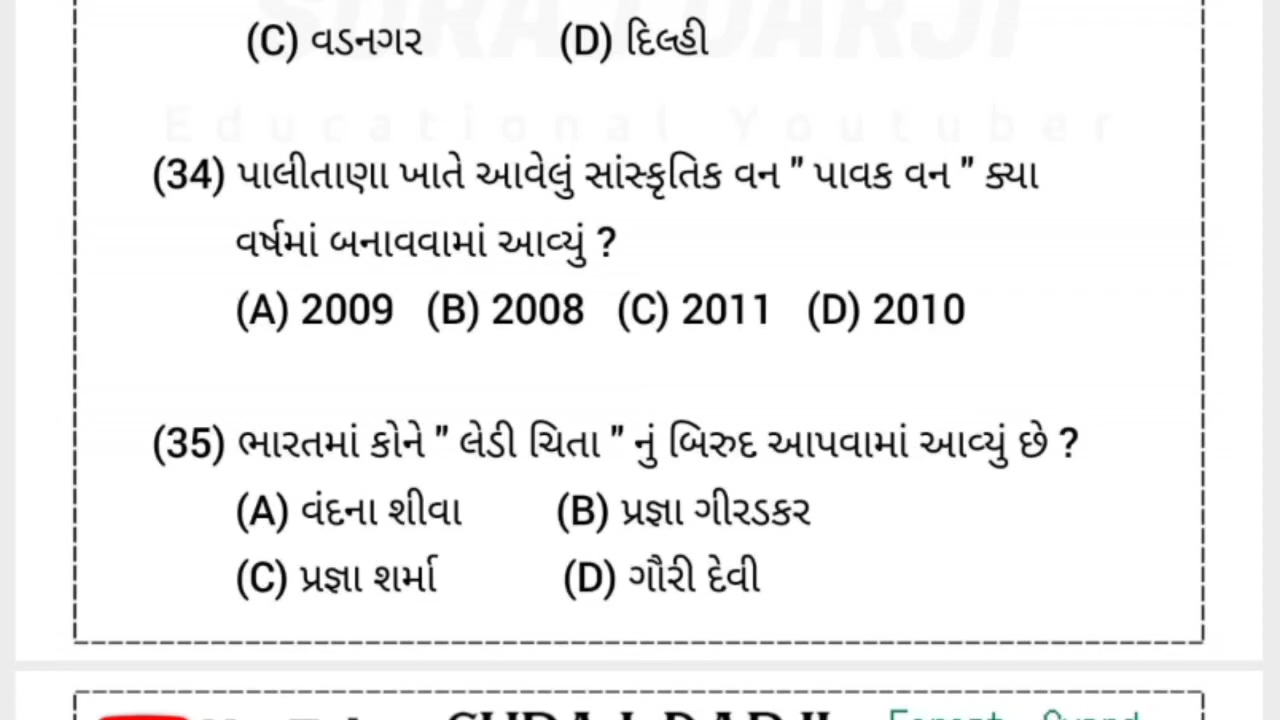 (C) વડનગર (D) દિલ્હી
Educational Youtuber
(34) પાલીતાણા ખાતે આવેલું સાંસ્કૃતિક વન " પાવક વન " ક્યા
વર્ષમાં બનાવવામાં આવ્યું ?
(A) 2009 (B) 2008 (C) 2011 (D) 2010
(35) ભારતમાં કોને " લેડી ચિતા " નું બિરુદ આપવામાં આવ્યું છે ?
(A) વંદના શીવા (B) પ્રજ્ઞા ગીરડકર
(C) પ્રજ્ઞા શર્મા (D) ગૌરી દેવી